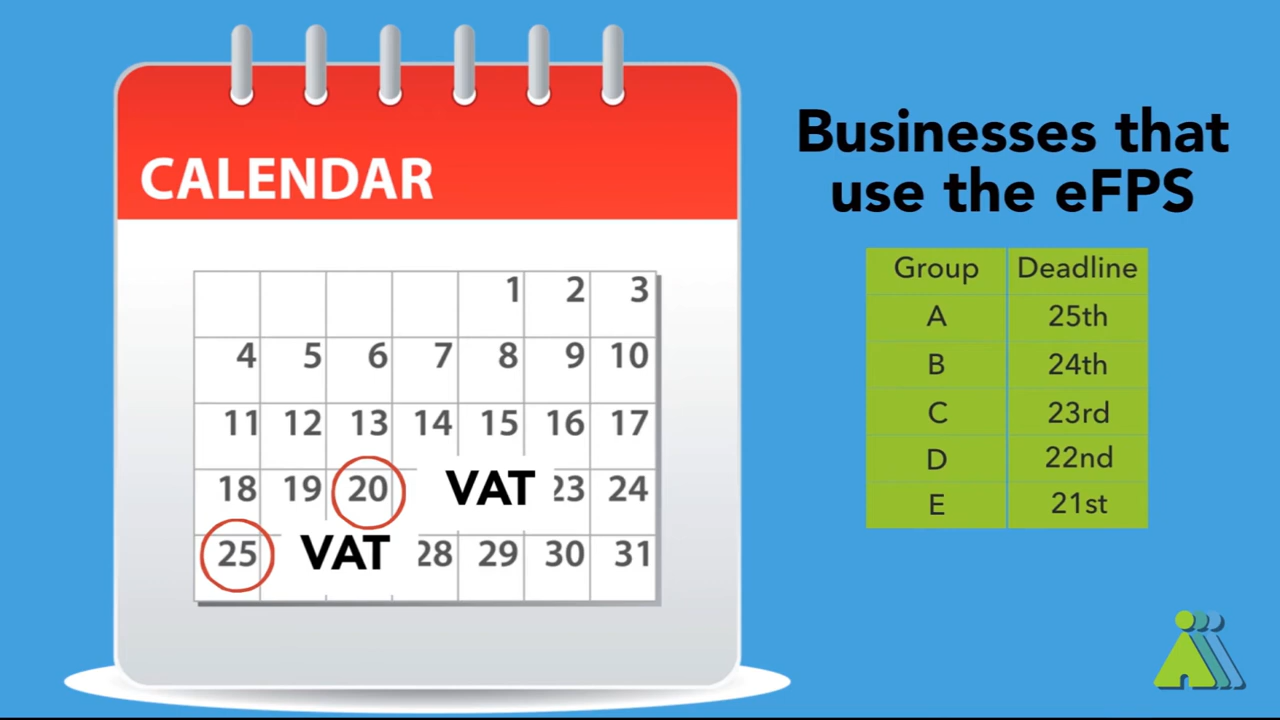 CALENDAR
1 2 3
4 5 6 7 8 9 10
11 12 13 14 15 16 17
18 19 20 VAT 23 24
25 VAT 28 29 30 31
Businesses that
use the eFPS
Group Deadline
A 25th
B 24th
C 23rd
D 22nd
E 21st